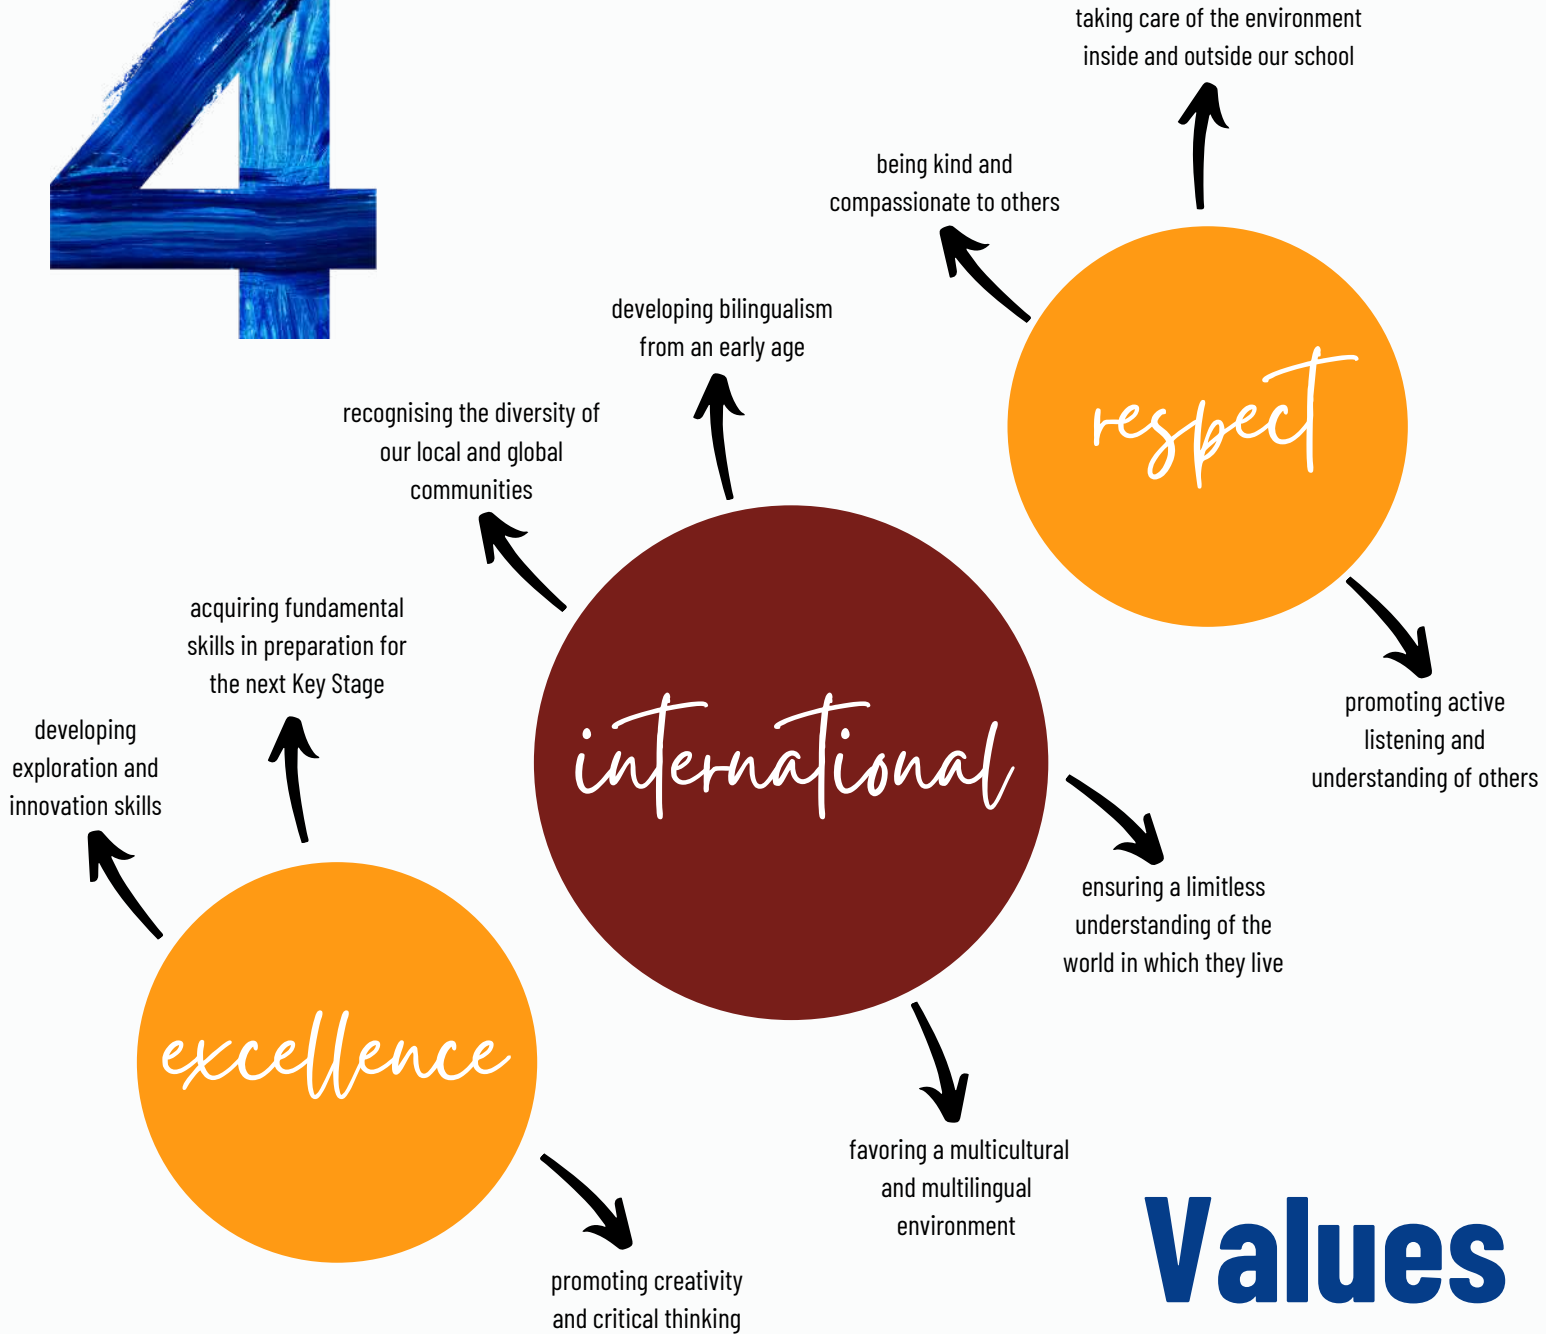 4
taking care of the environment
inside and outside our school
being kind and
compassionate to others
respect
promoting active
listening and
understanding of others
developing bilingualism
from an early age
recognising the diversity of
our local and global
communities
international
ensuring a limitless
understanding of the
world in which they live
favoring a multicultural
and multilingual
environment
acquiring fundamental
skills in preparation for
the next Key Stage
developing
exploration and
innovation skills
excellence
promoting creativity
and critical thinking
Values